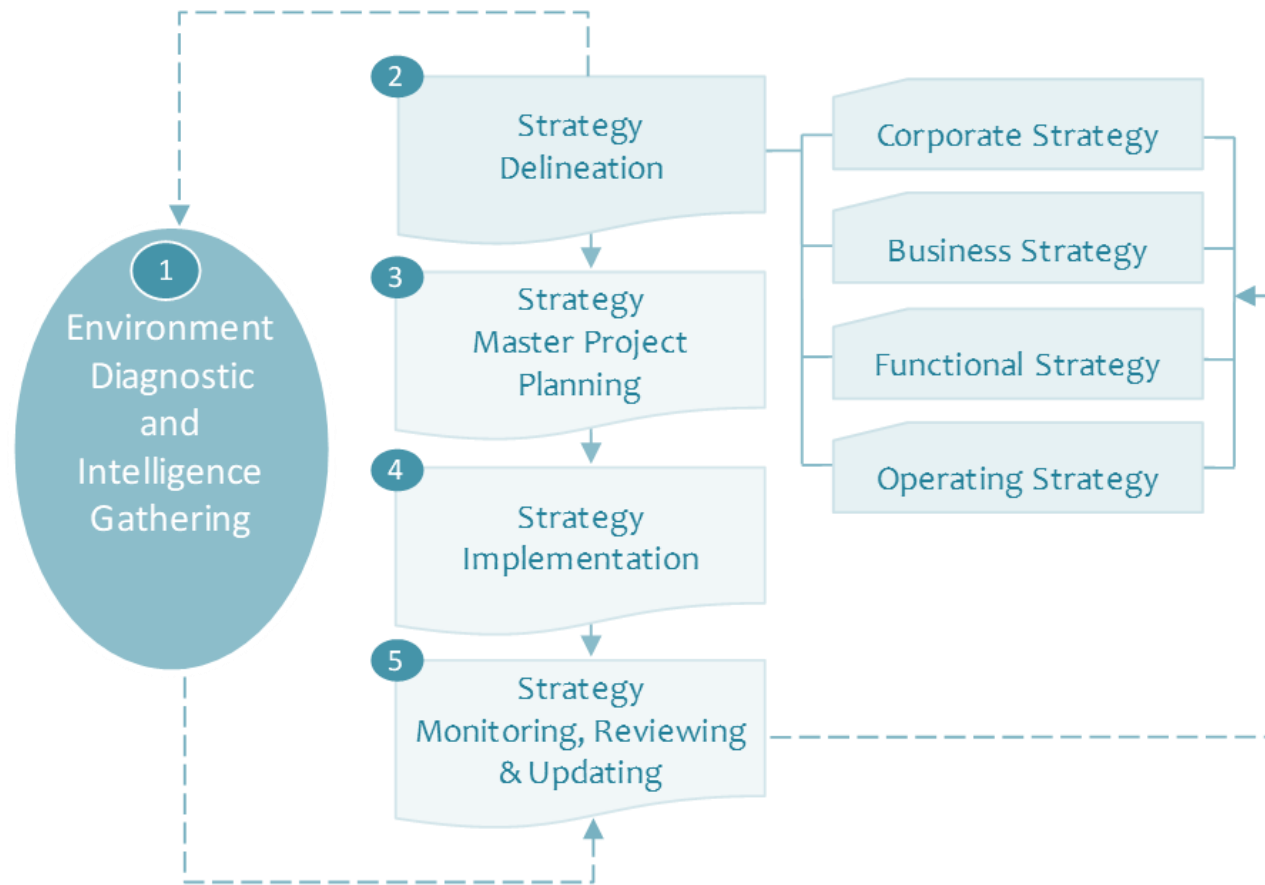 1
Environment
Diagnostic
and
Intelligence
Gathering
2
Strategy
Delineation
3
Strategy
Master Project
Planning
4
Strategy
Implementation
5
Strategy
Monitoring, Reviewing
& Updating
Corporate Strategy
Business Strategy
Functional Strategy
Operating Strategy